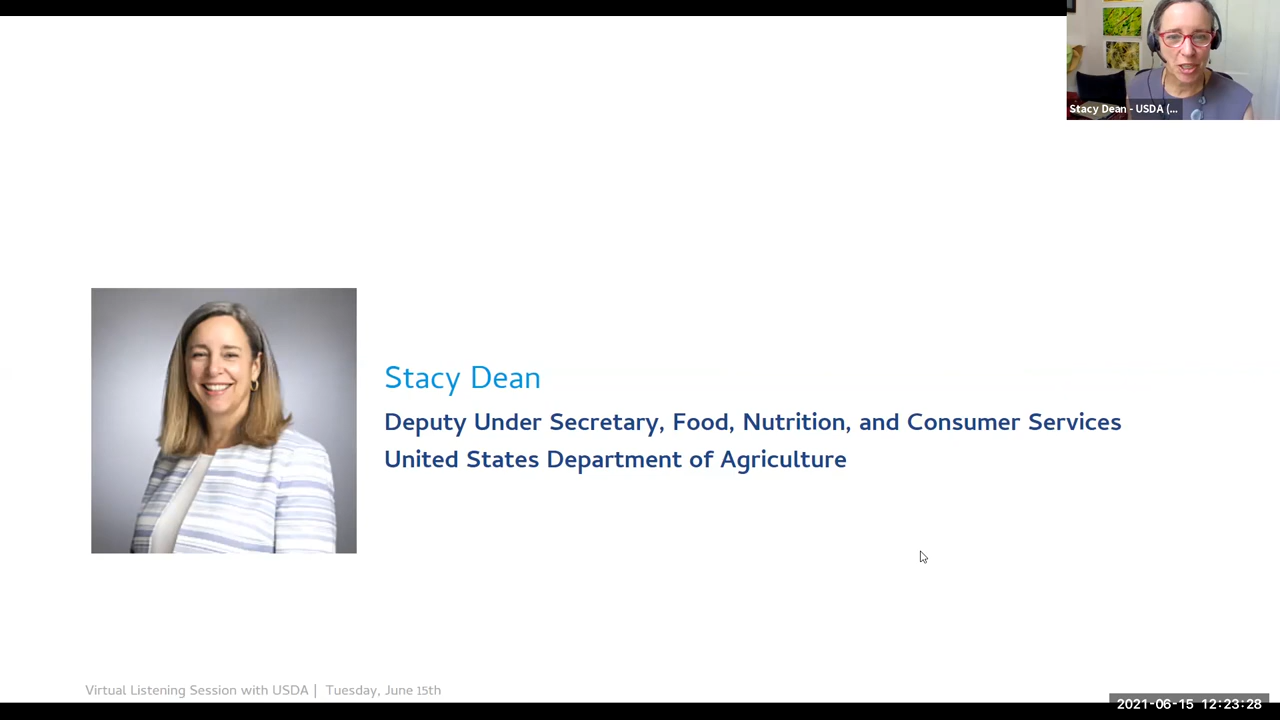 Stacy Dean - USDA (...
Stacy Dean
Deputy Under Secretary, Food, Nutrition, and Consumer Services
United States Department of Agriculture
Virtual Listening Session with USDA | Tuesday, June 15th
2021-06-15 12:23:28